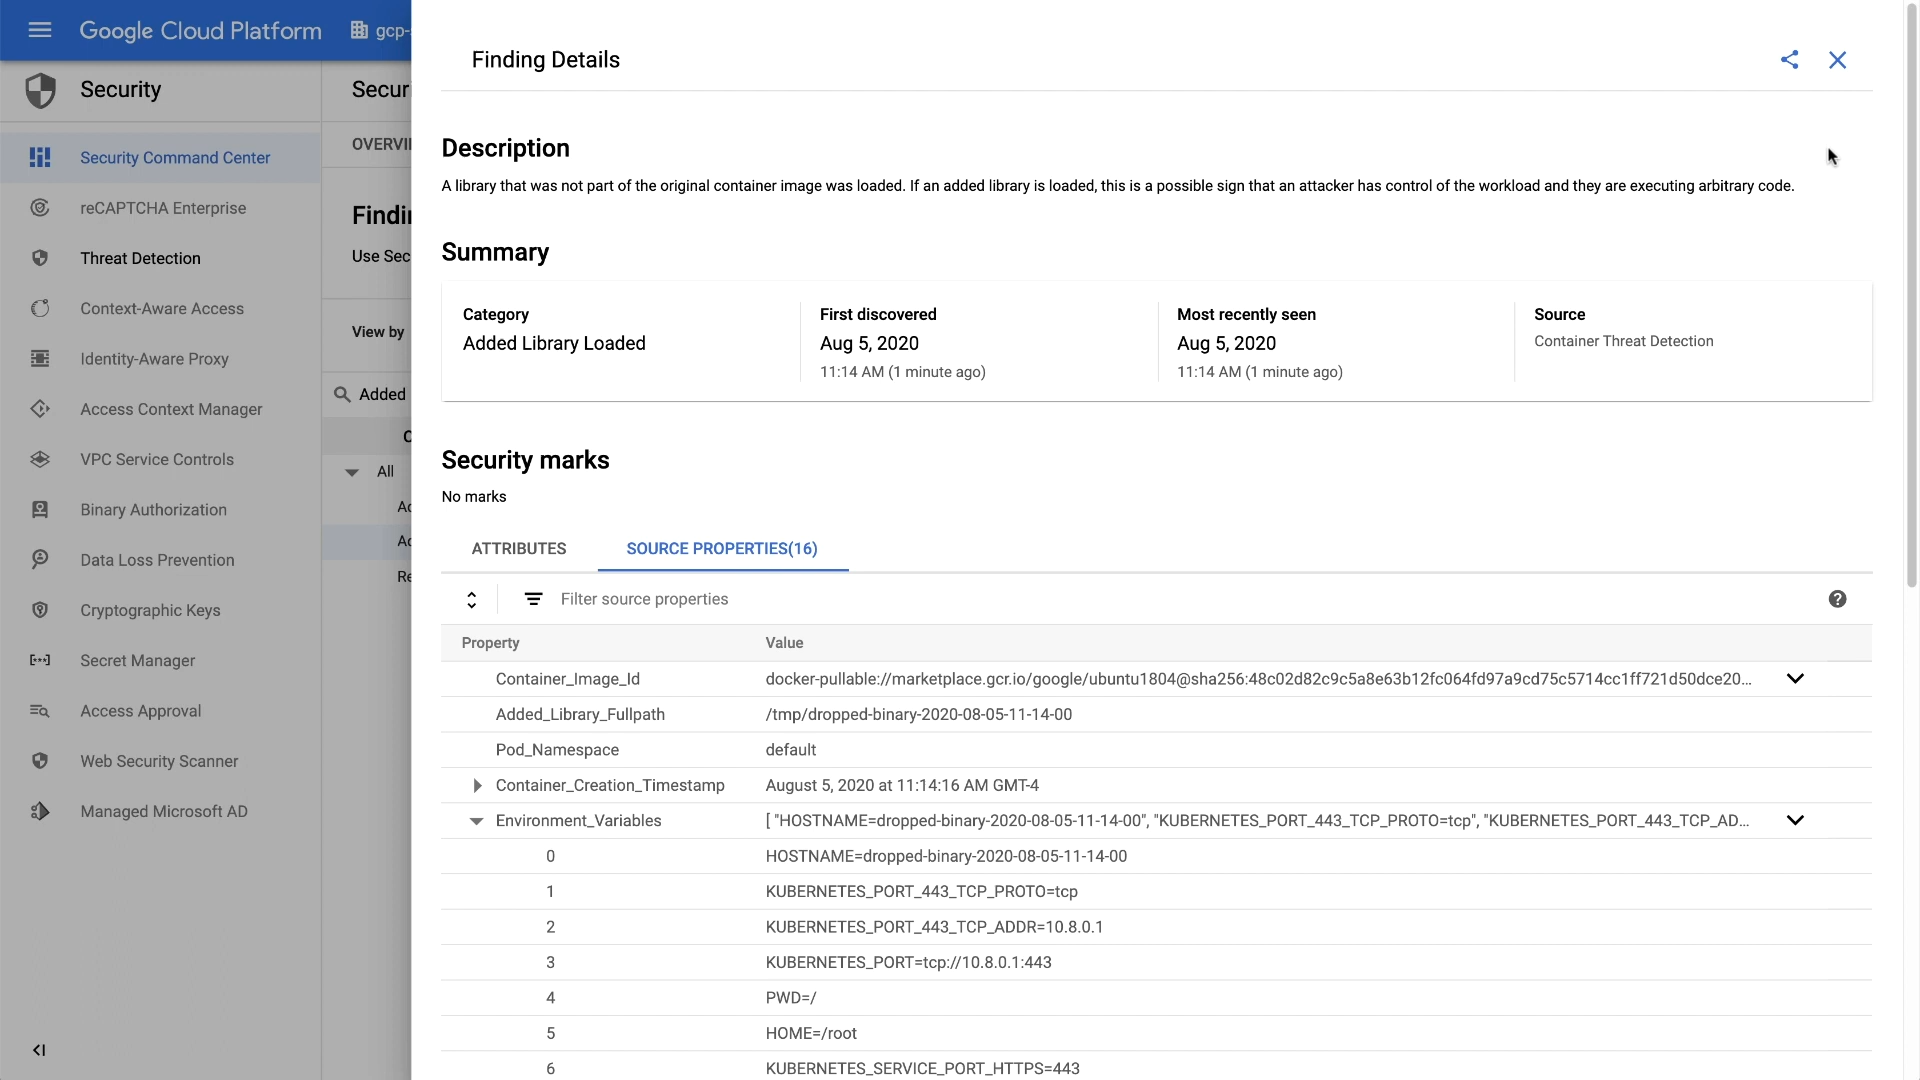 Google Cloud Platform
gcp-
Security
Security Command Center
reCAPTCHA Enterprise
Threat Detection
Context-Aware Access
Identity-Aware Proxy
Access Context Manager
VPC Service Controls
Binary Authorization
Data Loss Prevention
Cryptographic Keys
Secret Manager
Access Approval
Web Security Scanner
Managed Microsoft AD
Secur
OVERVI
Findi
Use Sec
View by
Added
All
Ad
Ad
Re
Finding Details
Description
A library that was not part of the original container image was loaded. If an added library is loaded, this is a possible sign that an attacker has control of the workload and they are executing arbitrary code.
Summary
Category
Added Library Loaded
First discovered
Aug 5, 2020
11:14 AM (1 minute ago)
Most recently seen
Aug 5, 2020
11:14 AM (1 minute ago)
Source
Container Threat Detection
Security marks
No marks
ATTRIBUTES SOURCE PROPERTIES(16)
Filter source properties
Property Value
Container_Image_Id docker-pullable://marketplace.gcr.io/google/ubuntu1804@sha256:48c02d82c9c5a8e63b12fc064fd97a9cd75c5714cc1ff721d50dce20...
Added_Library_Fullpath /tmp/dropped-binary-2020-08-05-11-14-00
Pod_Namespace default
Container_Creation_Timestamp August 5, 2020 at 11:14:16 AM GMT-4
Environment_Variables [ "HOSTNAME=dropped-binary-2020-08-05-11-14-00", "KUBERNETES_PORT_443_TCP_PROTO=tcp", "KUBERNETES_PORT_443_TCP_AD...
0 HOSTNAME=dropped-binary-2020-08-05-11-14-00
1 KUBERNETES_PORT_443_TCP_PROTO=tcp
2 KUBERNETES_PORT_443_TCP_ADDR=10.8.0.1
3 KUBERNETES_PORT=tcp://10.8.0.1:443
4 PWD=/
5 HOME=/root
6 KUBERNETES_SERVICE_PORT_HTTPS=443